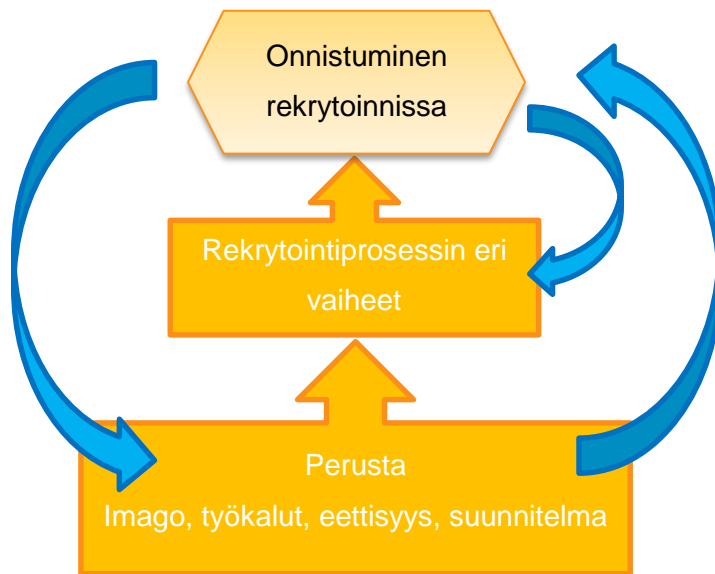 Onnistuminen
rekrytoinnissa
Rekrytointiprosessin eri
vaiheet
Perusta
Imago, työkalut, eettisyys, suunnitelma